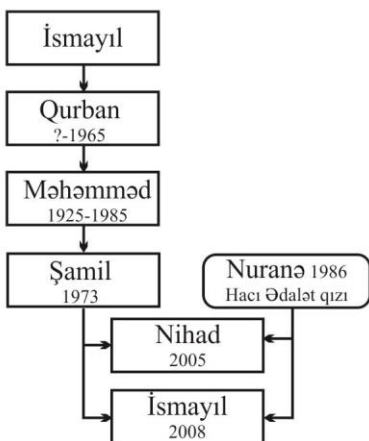 İsmayıl
Qurban
?-1965
Məhəmməd
1925-1985
Şamil
1973
Nuranə 1986
Hacı Ədalət qızı
Nihad
2005
İsmayıl
2008